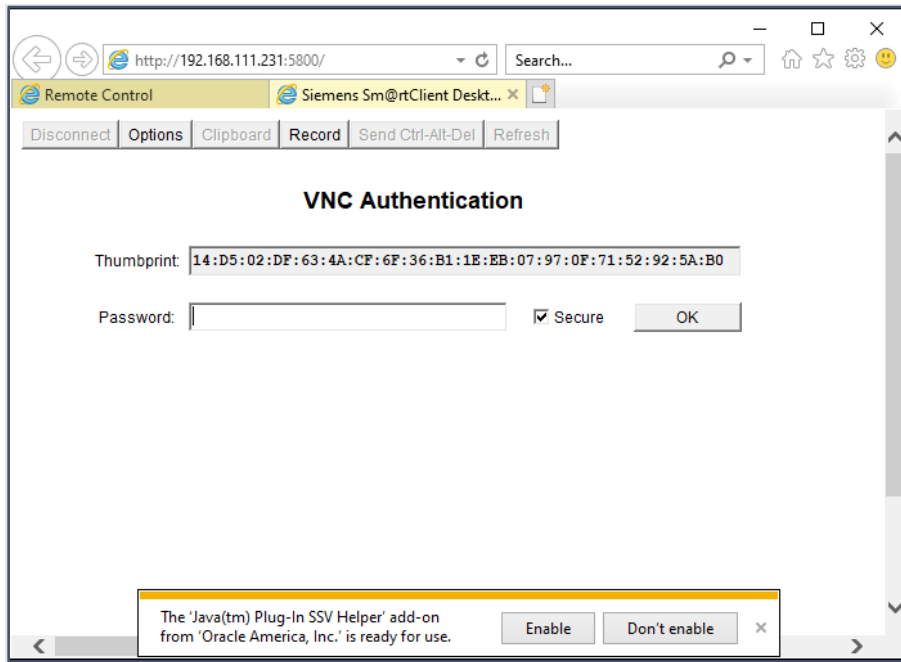 http://192.168.111.231:5800/
Search...
Remote Control
Siemens Sm@rtClient Deskt...
Disconnect Options Clipboard Record Send Ctrl-Alt-Del Refresh
VNC Authentication
Thumbprint: 14:D5:02:DF:63:4A:CF:6F:36:B1:1E:EB:07:97:0F:71:52:92:5A:B0
Password: Secure OK
The 'Java(tm) Plug-In SSV Helper' add-on
from 'Oracle America, Inc.' is ready for use.
Enable Don't enable